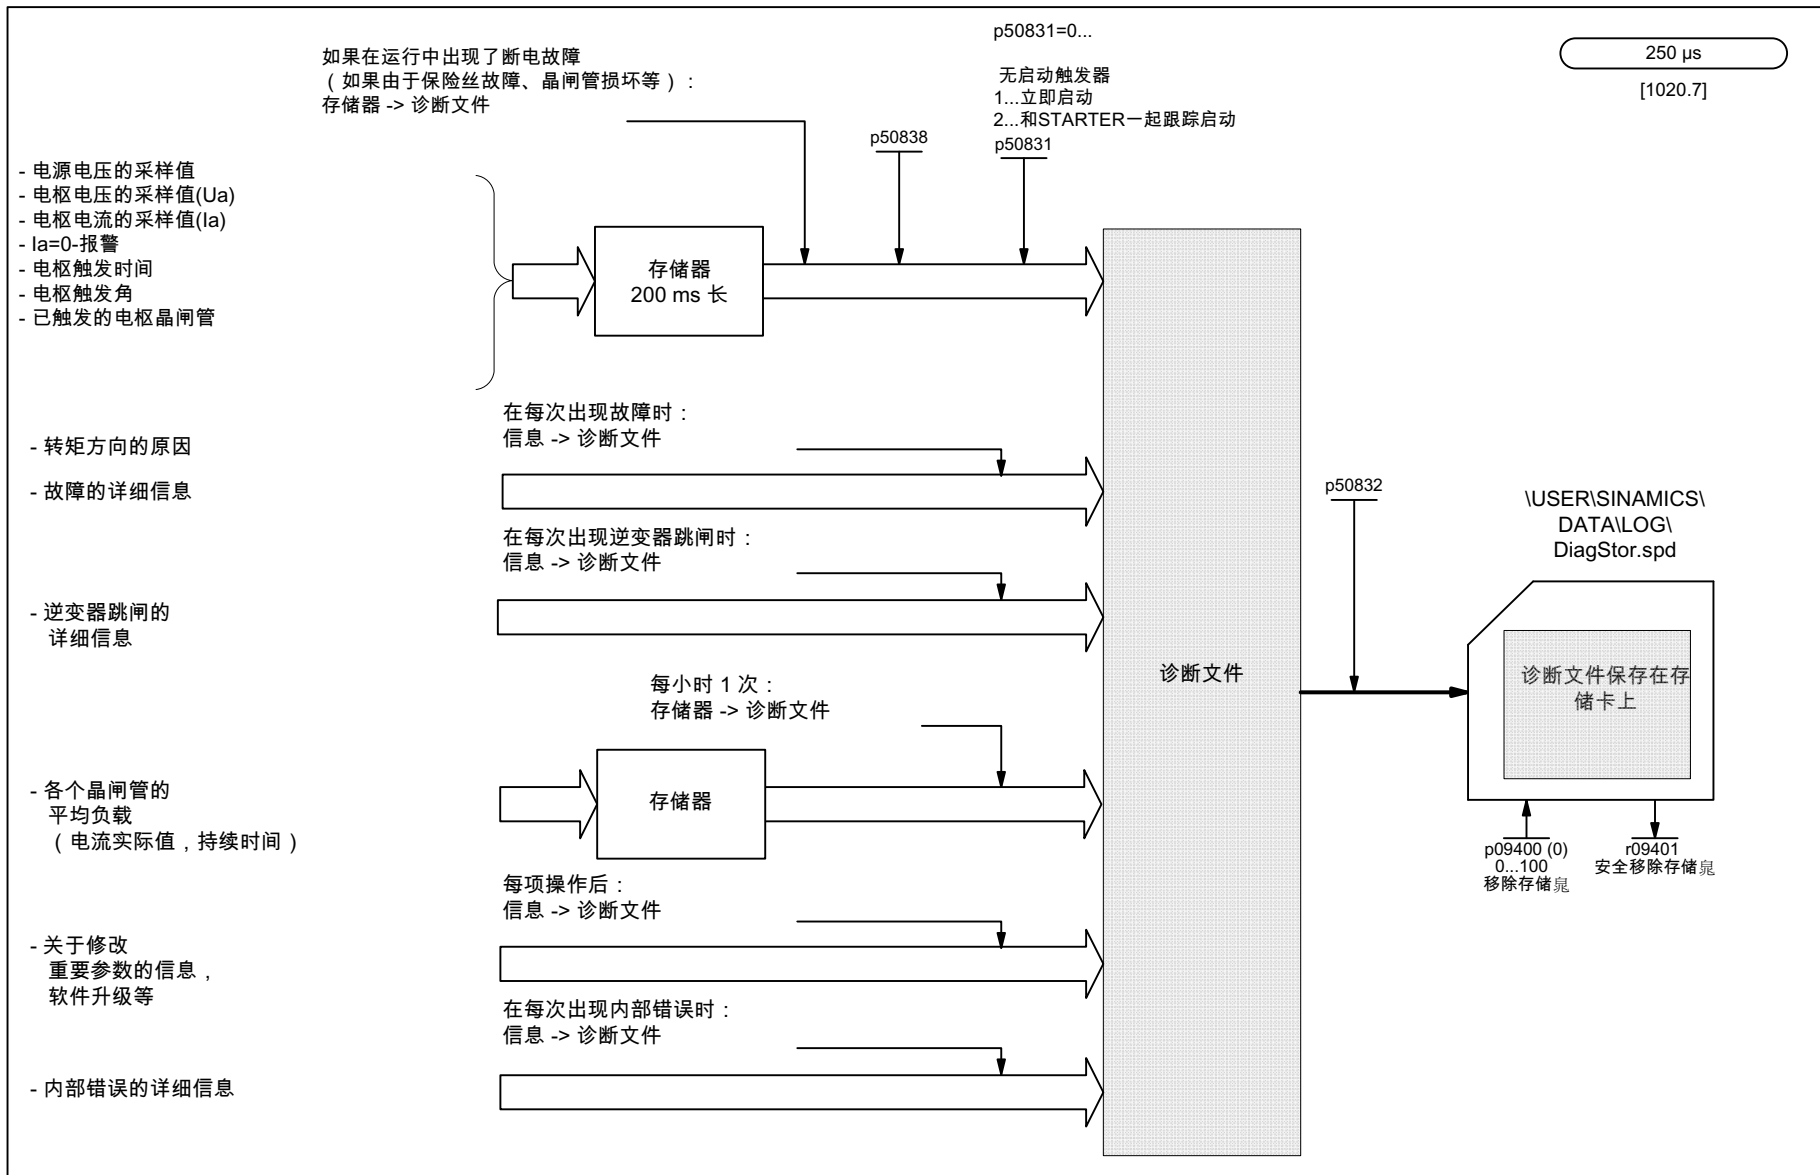 p50831=0...
如果在运行中出现了断电故障
（如果由于保险丝故障、晶闸管损坏等）：
存储器 -> 诊断文件
无启动触发器
1...立即启动
2...和STARTER一起跟踪启动
250 µs
[1020.7]
p50838
p50831
- 电源电压的采样值
- 电枢电压的采样值(Ua)
- 电枢电流的采样值(Ia)
- Ia=0-报警
- 电枢触发时间
- 电枢触发角
- 已触发的电枢晶闸管
存储器
200 ms 长
在每次出现故障时：
信息 -> 诊断文件
- 转矩方向的原因
- 故障的详细信息
在每次出现逆变器跳闸时：
信息 -> 诊断文件
- 逆变器跳闸的
详细信息
每小时 1 次：
存储器 -> 诊断文件
- 各个晶闸管的
平均负载
（电流实际值，持续时间）
存储器
每项操作后：
信息 -> 诊断文件
- 关于修改
重要参数的信息，
软件升级等
在每次出现内部错误时：
信息 -> 诊断文件
- 内部错误的详细信息
诊断文件
p50832
\USER\SINAMICS\
DATA\LOG\
DiagStor.spd
诊断文件保存在存
储卡上
p09400 (0)
0...100
移除存储晁
r09401
安全移除存储晁